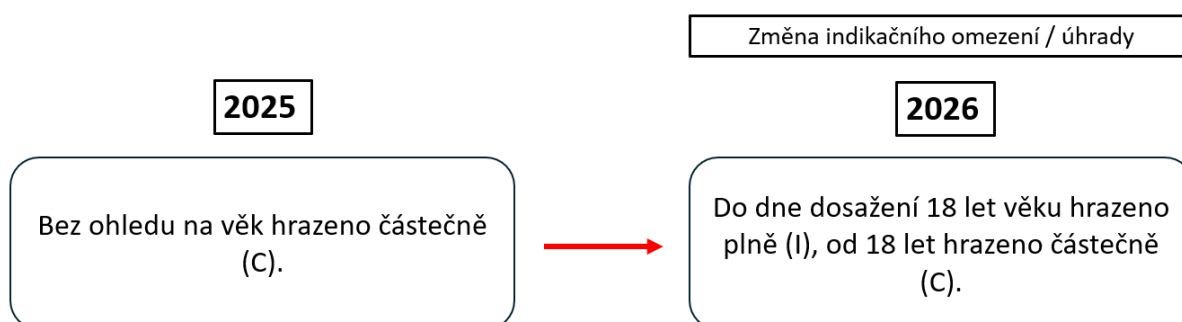 Změna indikačního omezení / úhrady
2025
2026
Bez ohledu na věk hrazeno částečně
(C).
Do dne dosažení 18 let věku hrazeno
plně (I), od 18 let hrazeno částečně
(C).